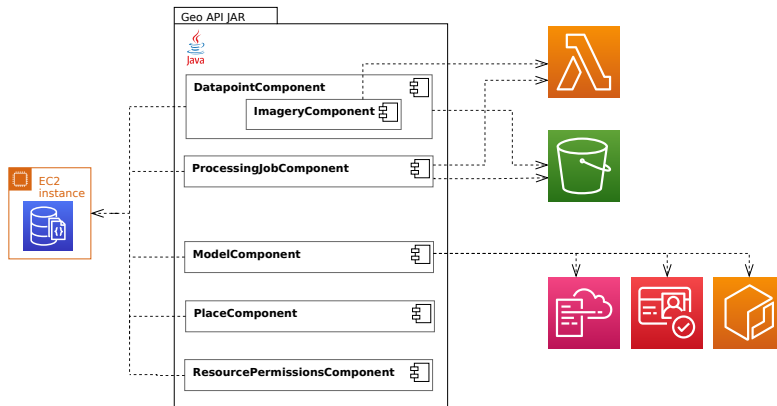 Geo API JAR
Java
DatapointComponent
ImageryComponent
ProcessingJobComponent
EC2
instance
{}
ModelComponent
PlaceComponent
ResourcePermissionsComponent